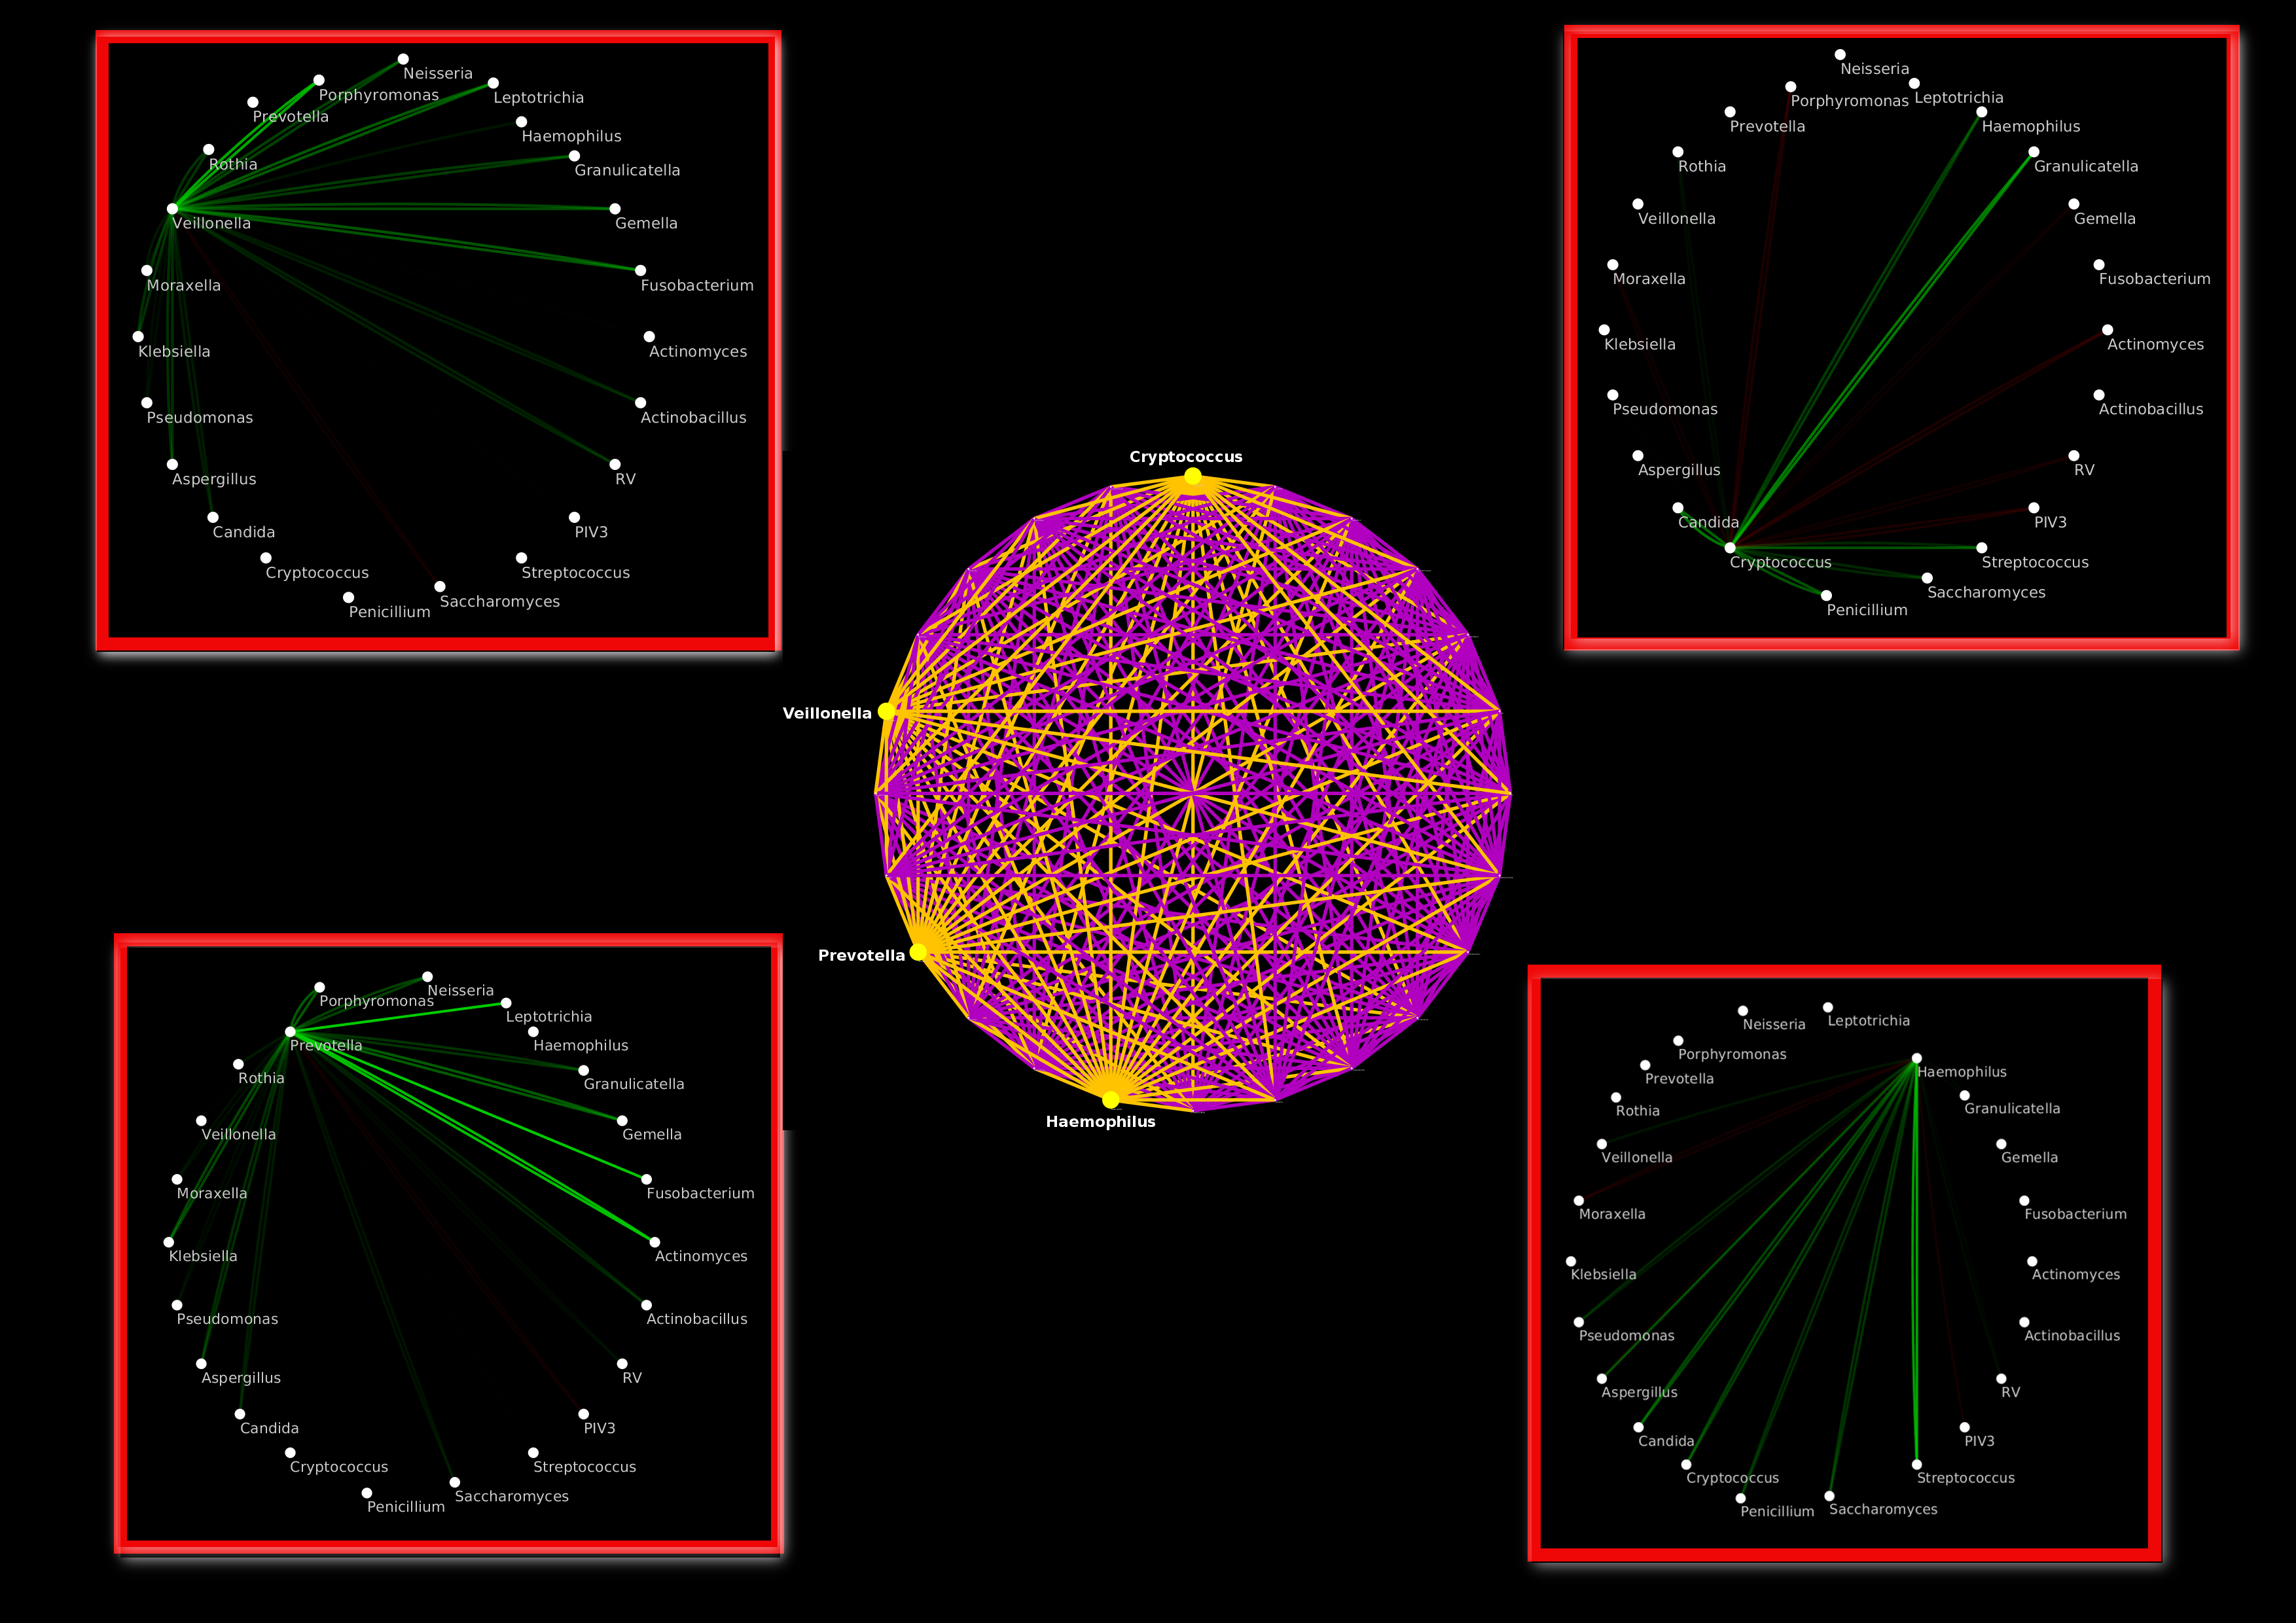 Neisseria
Porphyromonas
Leptotrichia
Prevotella
Haemophilus
Rothia
Granulicatella
Veillonella
Gemella
Moraxella
Fusobacterium
Klebsiella
Actinomyces
Pseudomonas
Actinobacillus
Aspergillus
RV
Candida
PIV3
Cryptococcus
Streptococcus
Penicillium
Saccharomyces
Neisseria
Porphyromonas
Leptotrichia
Prevotella
Haemophilus
Rothia
Granulicatella
Veillonella
Gemella
Moraxella
Fusobacterium
Klebsiella
Actinomyces
Pseudomonas
Actinobacillus
Aspergillus
RV
Candida
PIV3
Cryptococcus
Streptococcus
Saccharomyces
Penicillium
Cryptococcus
Veillonella
Prevotella
Haemophilus
Porphyromonas
Neisseria
Leptotrichia
Prevotella
Haemophilus
Rothia
Granulicatella
Veillonella
Gemella
Moraxella
Fusobacterium
Klebsiella
Actinomyces
Pseudomonas
Actinobacillus
Aspergillus
RV
Candida
PIV3
Cryptococcus
Streptococcus
Penicillium
Saccharomyces
Neisseria
Leptotrichia
Porphyromonas
Prevotella
Haemophilus
Rothia
Granulicatella
Veillonella
Gemella
Moraxella
Fusobacterium
Klebsiella
Actinomyces
Pseudomonas
Actinobacillus
Aspergillus
RV
Candida
PIV3
Cryptococcus
Streptococcus
Penicillium
Saccharomyces